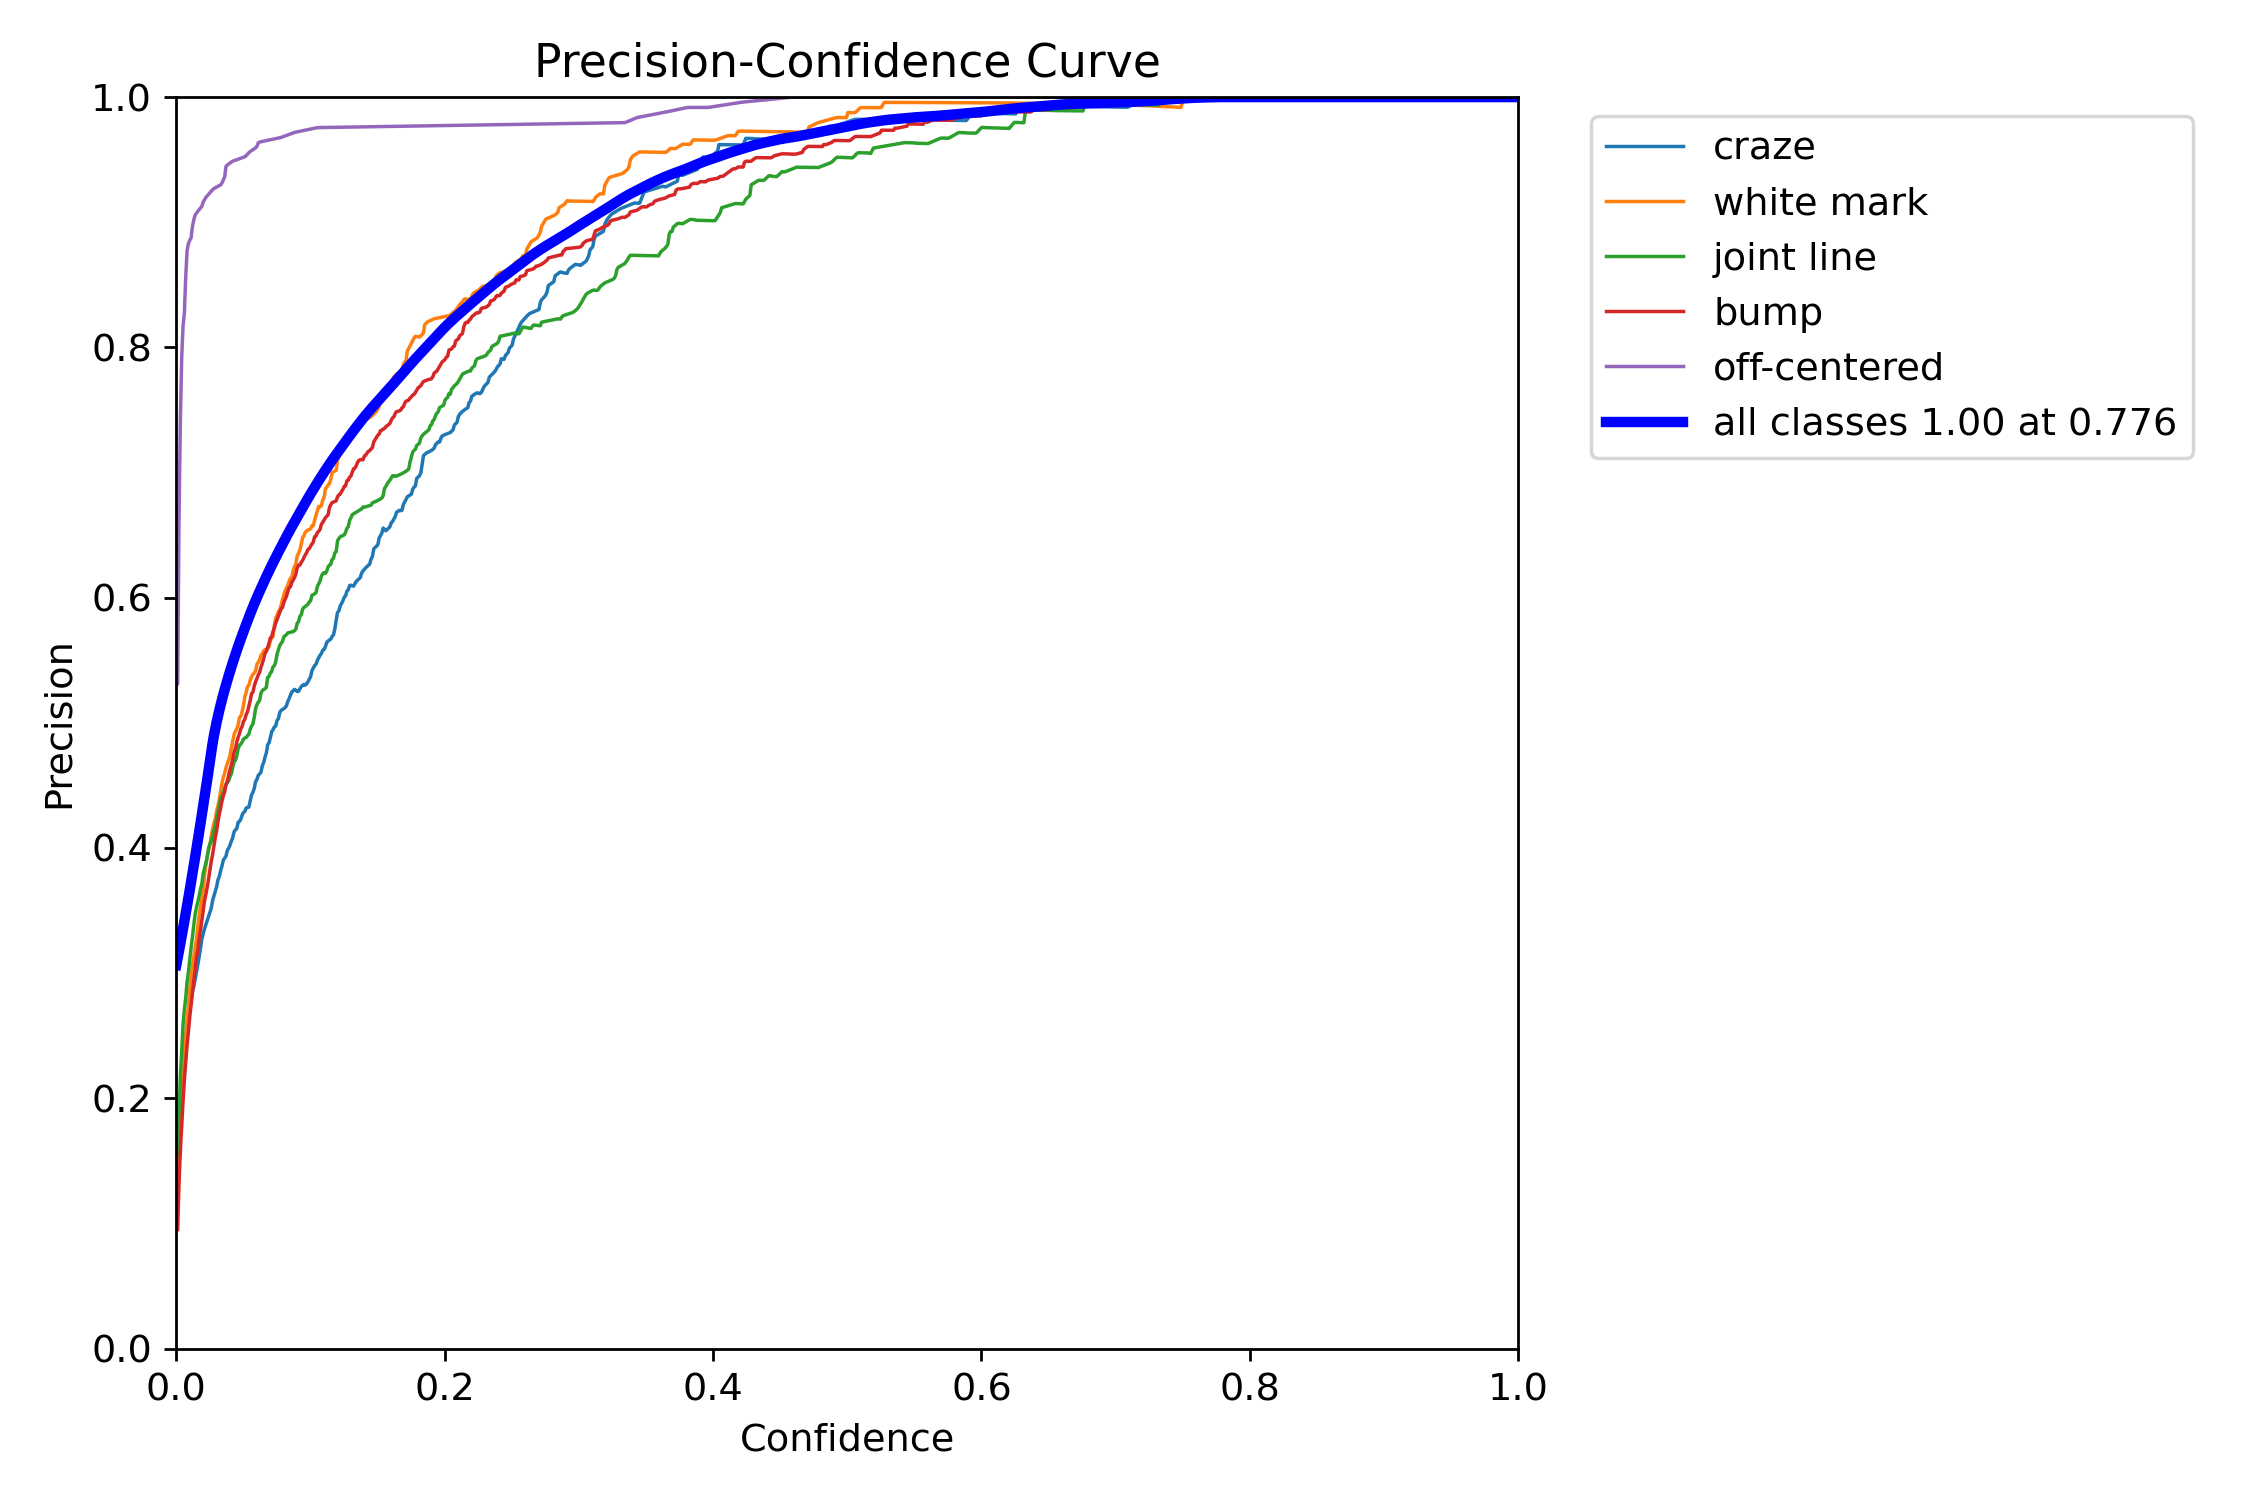 Precision-Confidence Curve
1.0
0.8
0.6
0.4
0.2
0.0
Precision
0.0 0.2 0.4 0.6 0.8 1.0
Confidence
craze
white mark
joint line
bump
off-centered
all classes 1.00 at 0.776